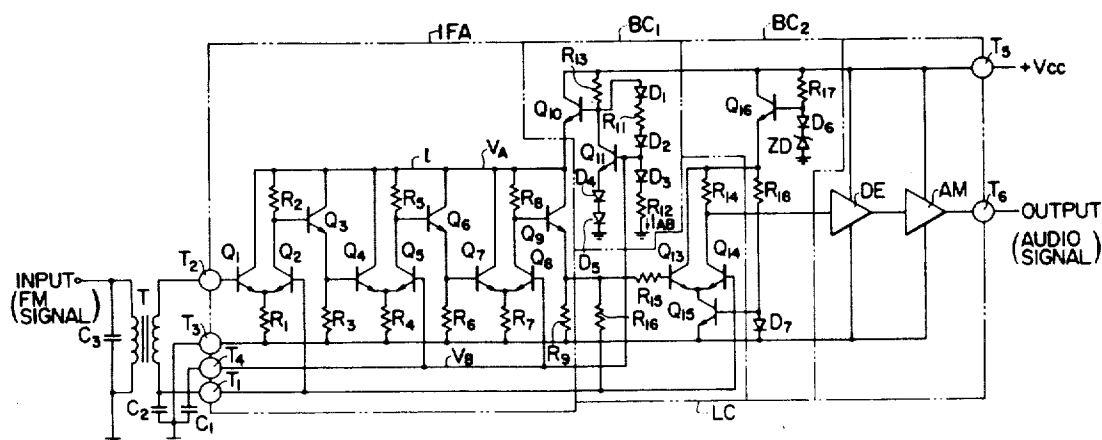 IFA BC1 BC2
T5
+Vcc
R13 D1 R17
Q10 R11 Q16 D6
D2 ZD
l VA Q11
D4 D3 R14 R18 DE AM T6
R2 R5 R8 R12
Q3 Q6 Q9 IAB OUTPUT
(AUDIO SIGNAL)
Q1 Q2 Q4 Q5 Q7 Q8 D5 Q13 Q14
T2
INPUT
(FM SIGNAL)
T
R15 Q15
R1 R3 R4 R6 R7 R16 D7
C3 T3
R9
T4 VB
T1
C2 C1 LC